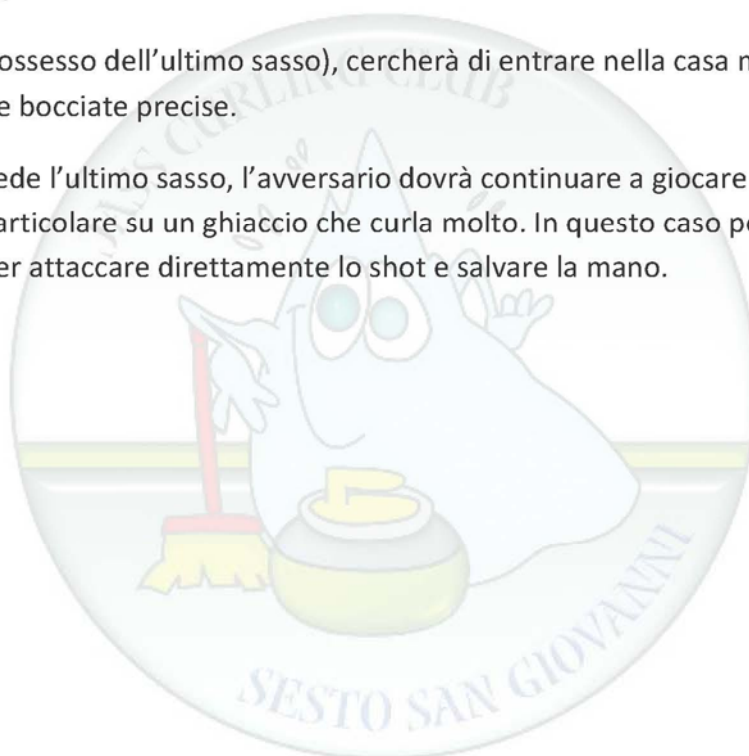 ossesso dell'ultimo sasso), cercherà di entrare nella casa
e bocciate precise.
ede l'ultimo sasso, l'avversario dovrà continuare a giocare
articolare su un ghiaccio che curla molto. In questo caso
er attaccare direttamente lo shot e salvare la mano.
CURLING CLUB
SESTO SAN GIOVANNI